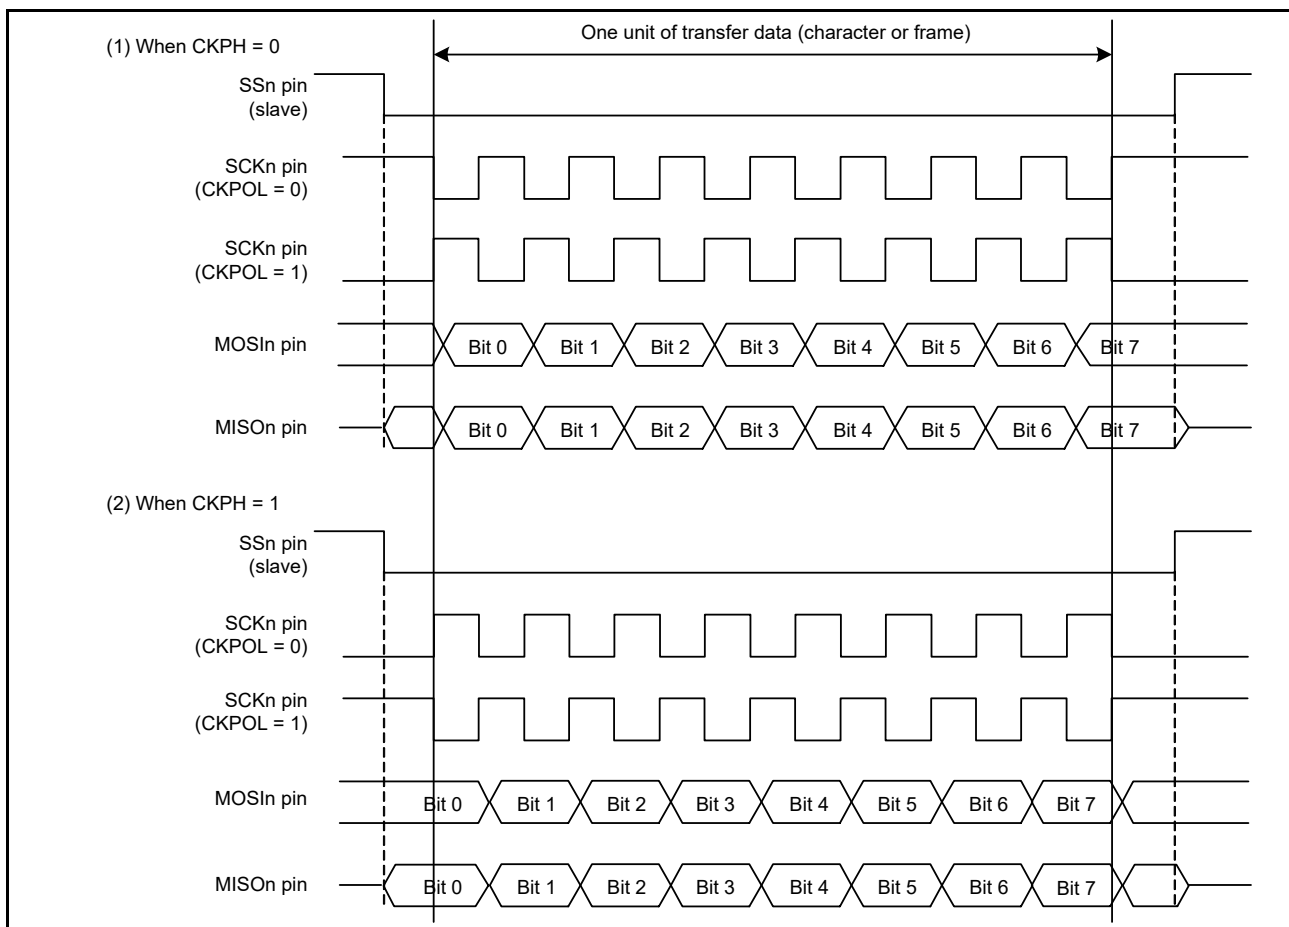 One unit of transfer data (character or frame)
(1) When CKPH = 0
SSn pin
(slave)
SCKn pin
(CKPOL = 0)
SCKn pin
(CKPOL = 1)
MOSIn pin
Bit 0 Bit 1 Bit 2 Bit 3 Bit 4 Bit 5 Bit 6 Bit 7
MISOn pin
Bit 0 Bit 1 Bit 2 Bit 3 Bit 4 Bit 5 Bit 6 Bit 7
(2) When CKPH = 1
SSn pin
(slave)
SCKn pin
(CKPOL = 0)
SCKn pin
(CKPOL = 1)
MOSIn pin
Bit 0 Bit 1 Bit 2 Bit 3 Bit 4 Bit 5 Bit 6 Bit 7
MISOn pin
Bit 0 Bit 1 Bit 2 Bit 3 Bit 4 Bit 5 Bit 6 Bit 7